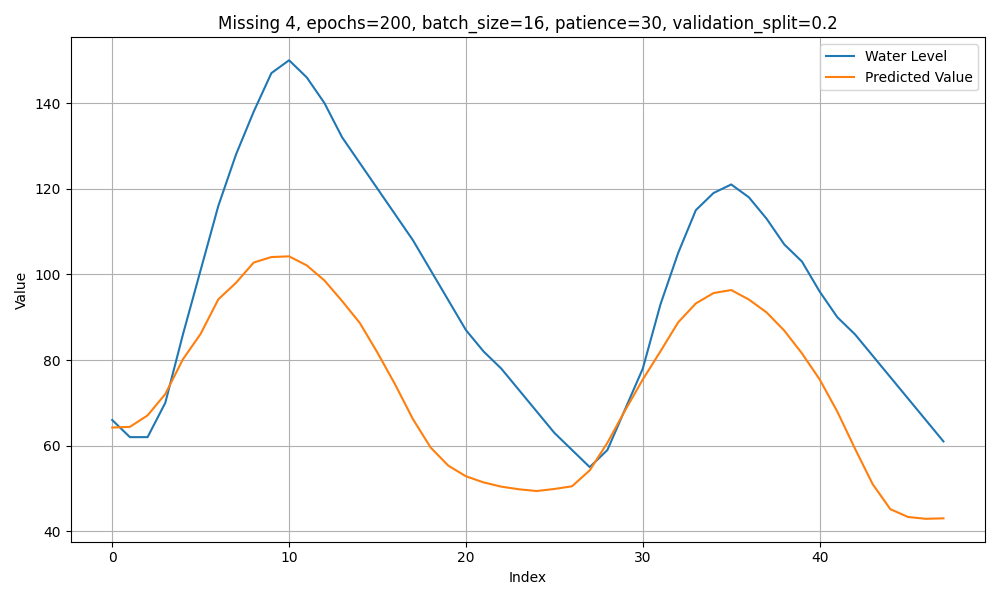 Missing 4, epochs=200, batch_size=16, patience=30, validation_split=0.2
Water Level
Predicted Value
Value
140
120
100
80
60
40
0
10
20
30
40
Index